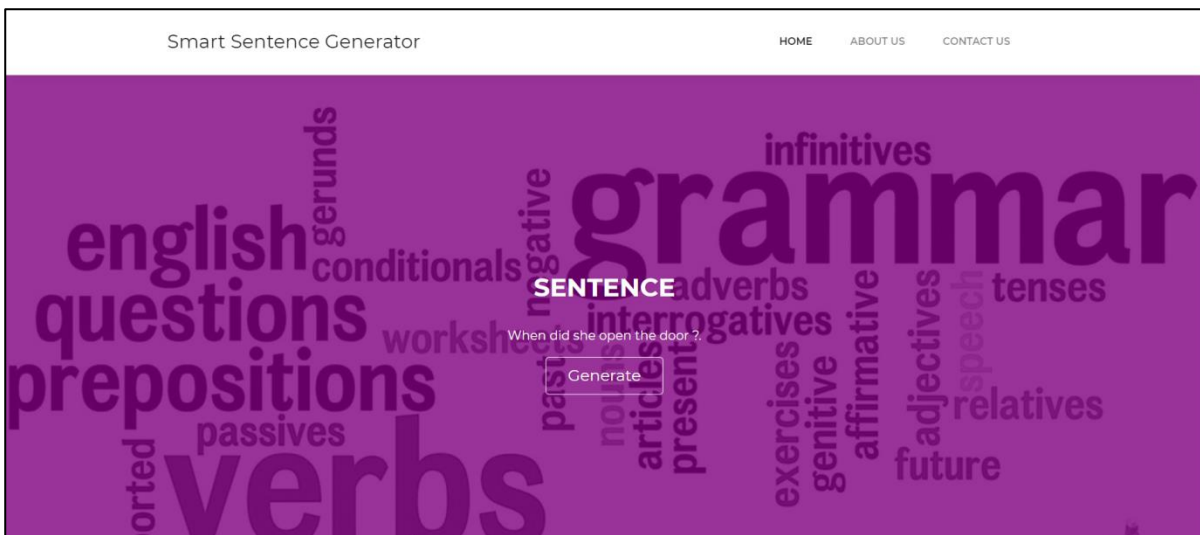 Smart Sentence Generator
HOME ABOUT US CONTACT US
gerunds
infinitives
grammar
negative
english
conditionals
SENTENCE
adverbs
tenses
questions
interrogatives
worksheets
When did she open the door ?.
Generate
prepositions
past
nouns
articles
present
exercises
genitive
affirmative
adjectives
speech
relatives
passives
future
orted
verbs